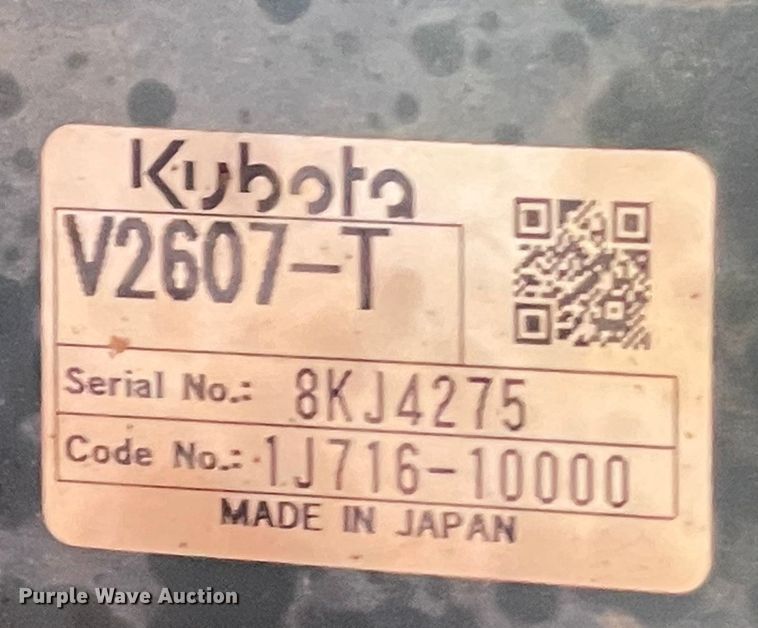 Kubota
V2607-T
Serial No.: 8KJ4275
Code No.: 1J716-10000
MADE IN JAPAN
Purple Wave Auction